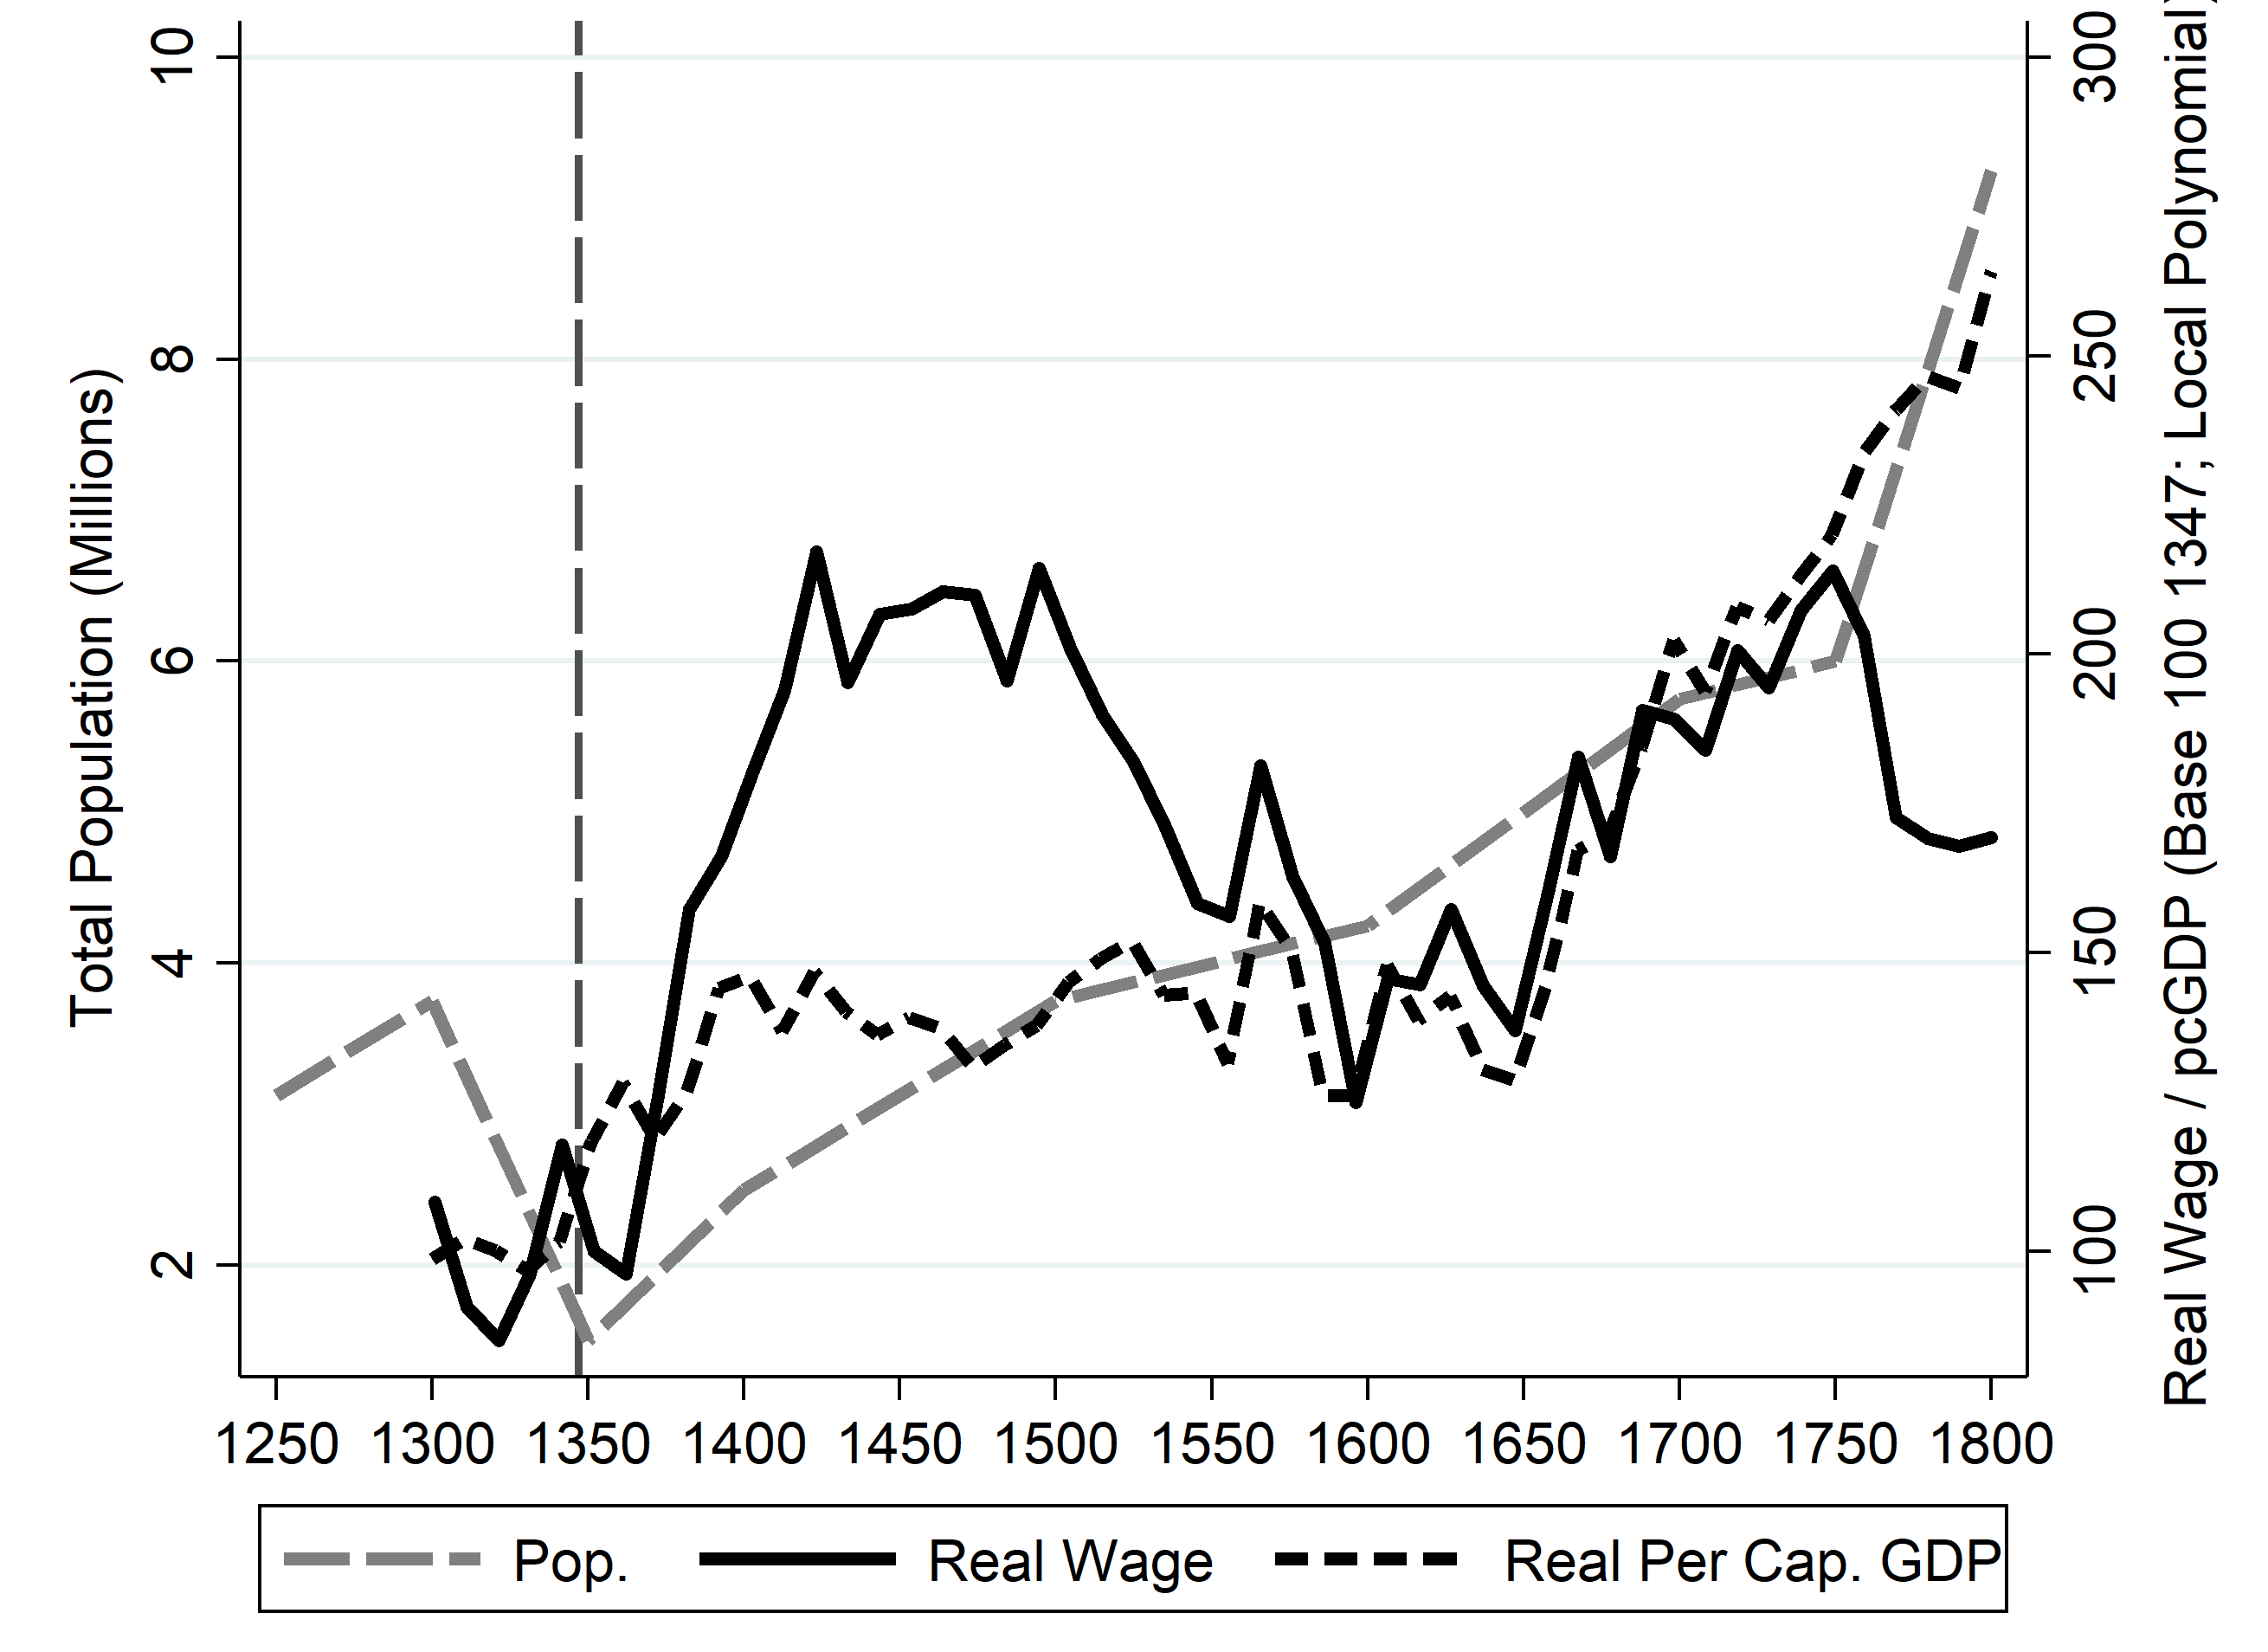 Total Population (Millions)
10
8
6
4
2
300
250
200
150
100
Real Wage / pcGDP (Base 100 1347; Local Polynomial)
1250 1300 1350 1400 1450 1500 1550 1600 1650 1700 1750 1800
Pop. Real Wage Real Per Cap. GDP